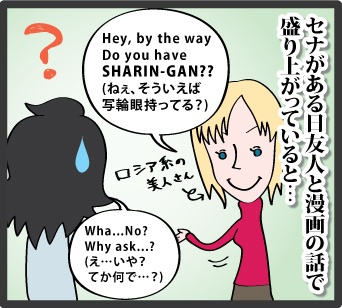 セナがある日友人と漫画の話で
盛り上がっていると…
?
Hey, by the way
Do you have
SHARIN-GAN??
(ねぇ、そういえば
写輪眼持ってる?)
ロシア系の
美人さん
Wha...No?
Why ask...?
(え…いや?
てか何で…?)